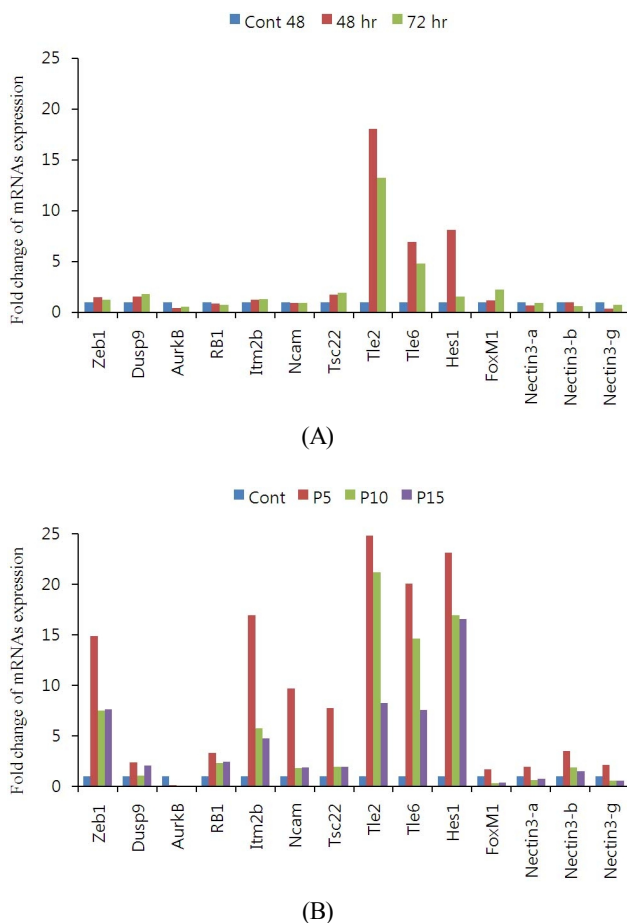 Cont 48 48 hr 72 hr
Fold change of mRNAs expression
25
20
15
10
5
0
Zeb1
Dusp9
AurkB
RB1
Itm2b
Ncam
Tsc22
Tle2
Tle6
Hes1
FoxM1
Nectin3-a
Nectin3-b
Nectin3-g
(A)
Cont P5 P10 P15
Fold change of mRNAs expression
25
20
15
10
5
0
Zeb1
Dusp9
AurkB
RB1
Itm2b
Ncam
Tsc22
Tle2
Tle6
Hes1
FoxM1
Nectin3-a
Nectin3-b
Nectin3-g
(B)